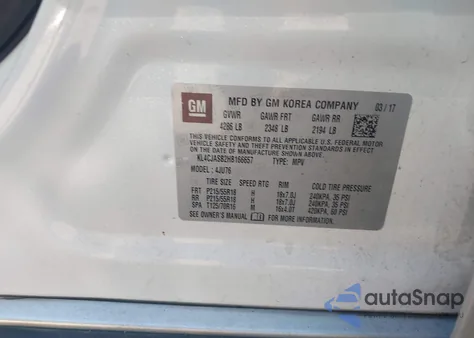 GM
MFD BY GM KOREA COMPANY 03/17
GVWR GAWR FRT GAWR RR
4286 LB 2348 LB 2194 LB
THIS VEHICLE CONFORMS TO ALL APPLICABLE U.S. FEDERAL MOTOR
VEHICLE SAFETY, BUMPER, AND THEFT PREVENTION STANDARDS IN
EFFECT ON THE DATE OF MANUFACTURE SHOWN ABOVE.
KL4CJASB2HB166657 TYPE: MPV
MODEL: 4JU76
TIRE SIZE SPEED RTG RIM COLD TIRE PRESSURE
FRT P215/55R18 H 18x7.0J 240KPA, 35 PSI
RR P215/55R18 H 18x7.0J 240KPA, 35 PSI
SPA T125/70R16 M 16x4.0T 420KPA, 60 PSI
SEE OWNER'S MANUAL FOR MORE INFORMATION.
autaSnap